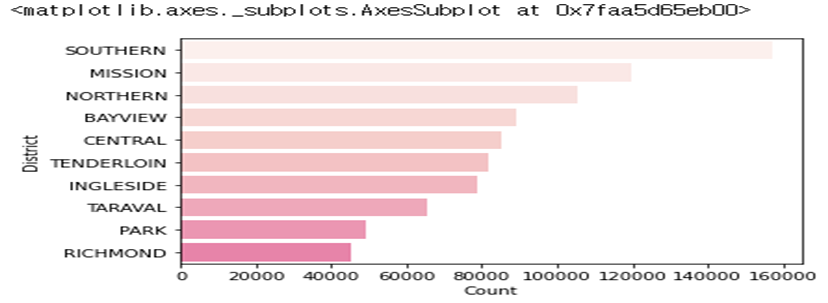 <matplotlib.axes._subplots.AxesSubplot at 0x7faa5d65eb00>
SOUTHERN
MISSION
NORTHERN
BAYVIEW
CENTRAL
TENDERLOIN
INGLESIDE
TARAVAL
PARK
RICHMOND
District
0 20000 40000 60000 80000 100000 120000 140000 160000
Count